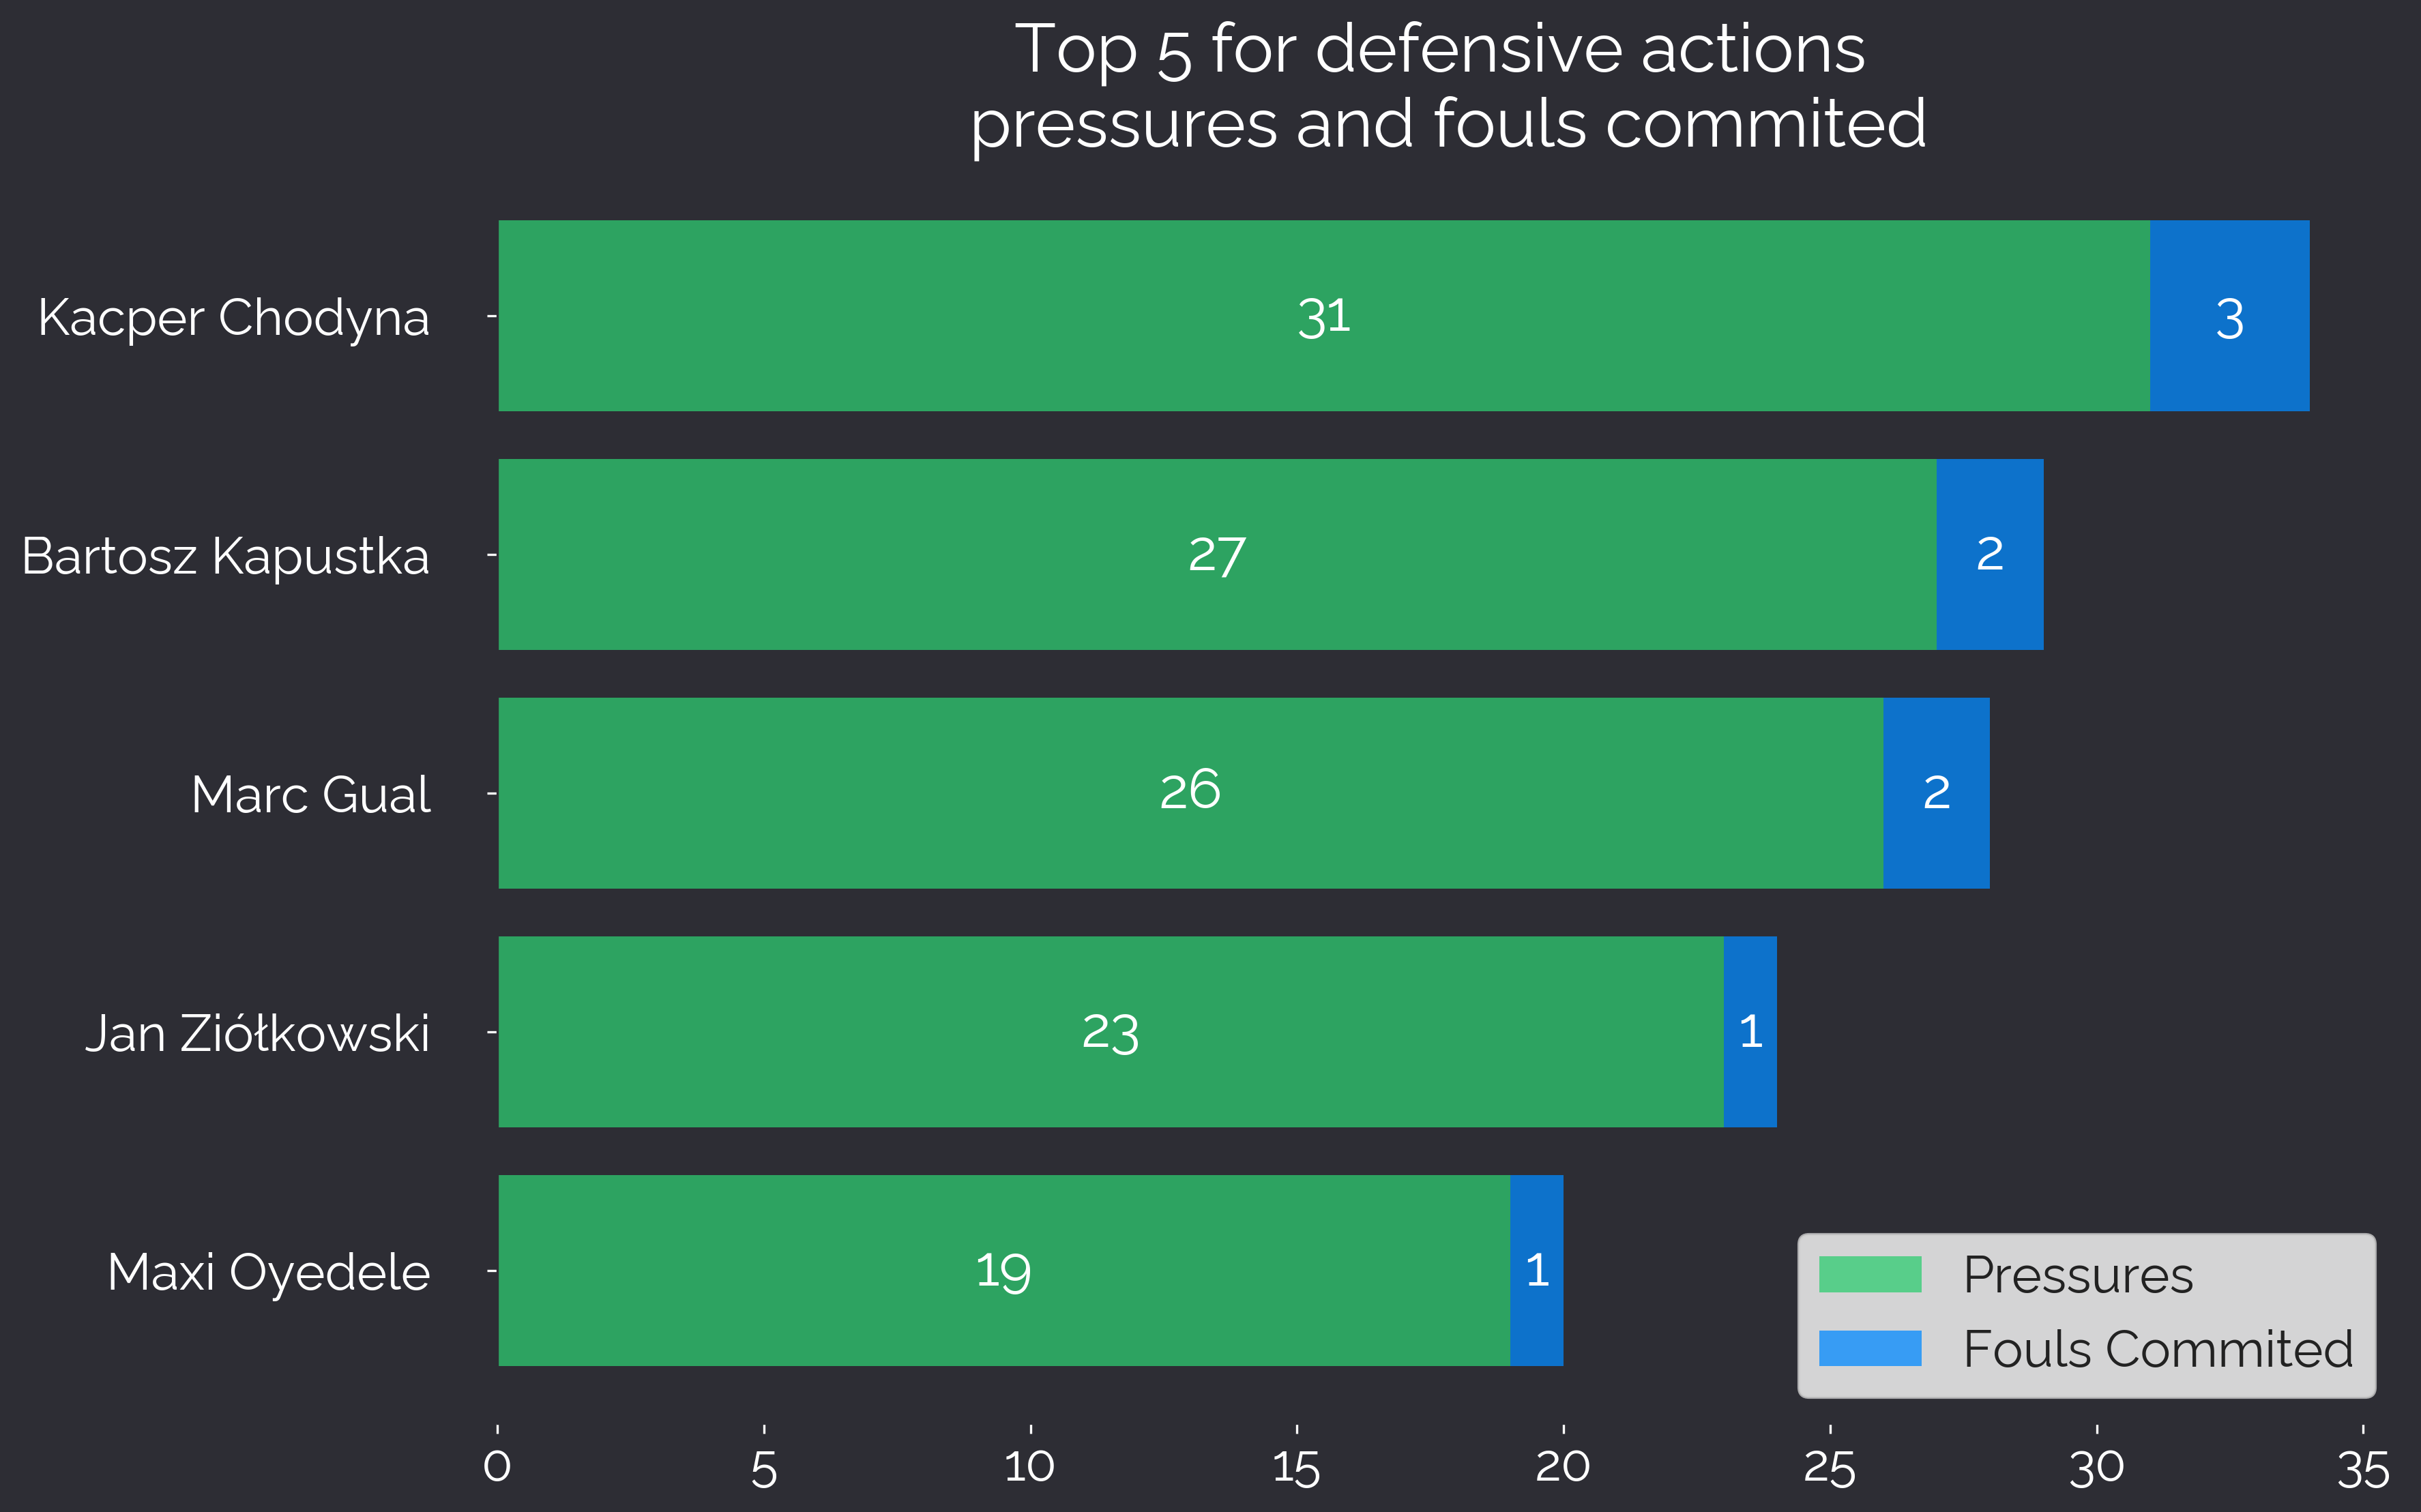 Top 5 for defensive actions
pressures and fouls commited
Kacper Chodyna 31 3
Bartosz Kapustka 27 2
Marc Gual 26 2
Jan Ziółkowski 23 1
Maxi Oyedele 19 1
Pressures
Fouls Commited
0 5 10 15 20 25 30 35